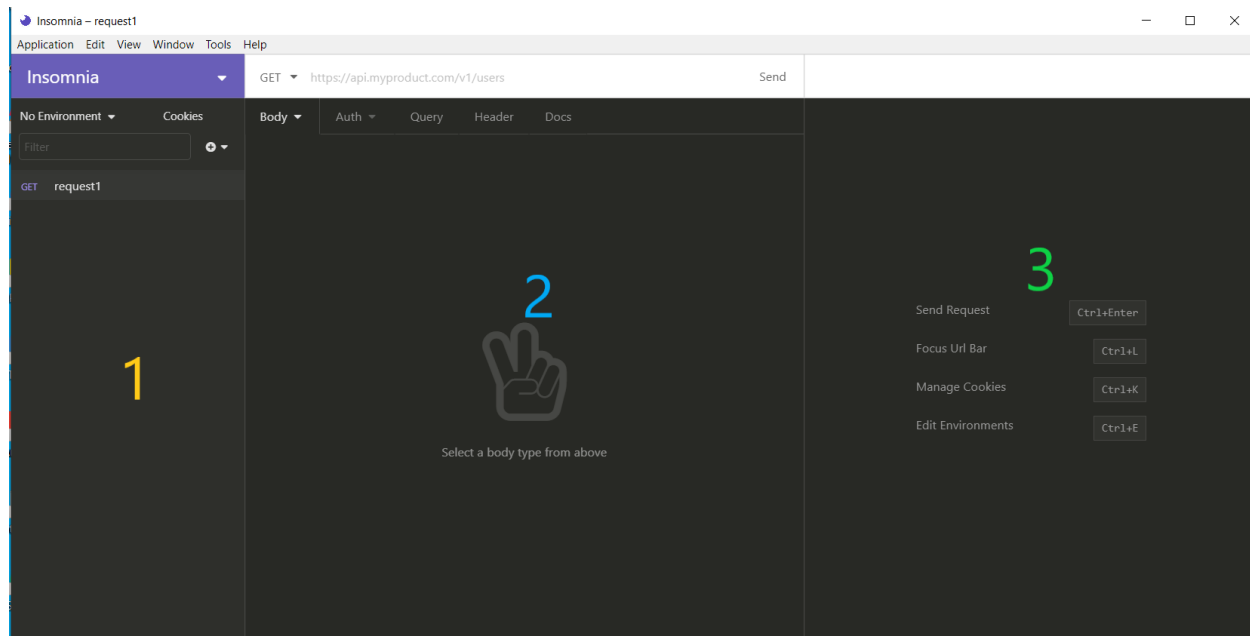 Insomnia – request1
Application Edit View Window Tools Help
Insomnia
GET https://api.myproduct.com/v1/users Send
No Environment Cookies
Body Auth Query Header Docs
Filter
GET request1
1
2
3
Select a body type from above
Send Request Ctrl+Enter
Focus Url Bar Ctrl+L
Manage Cookies Ctrl+K
Edit Environments Ctrl+E